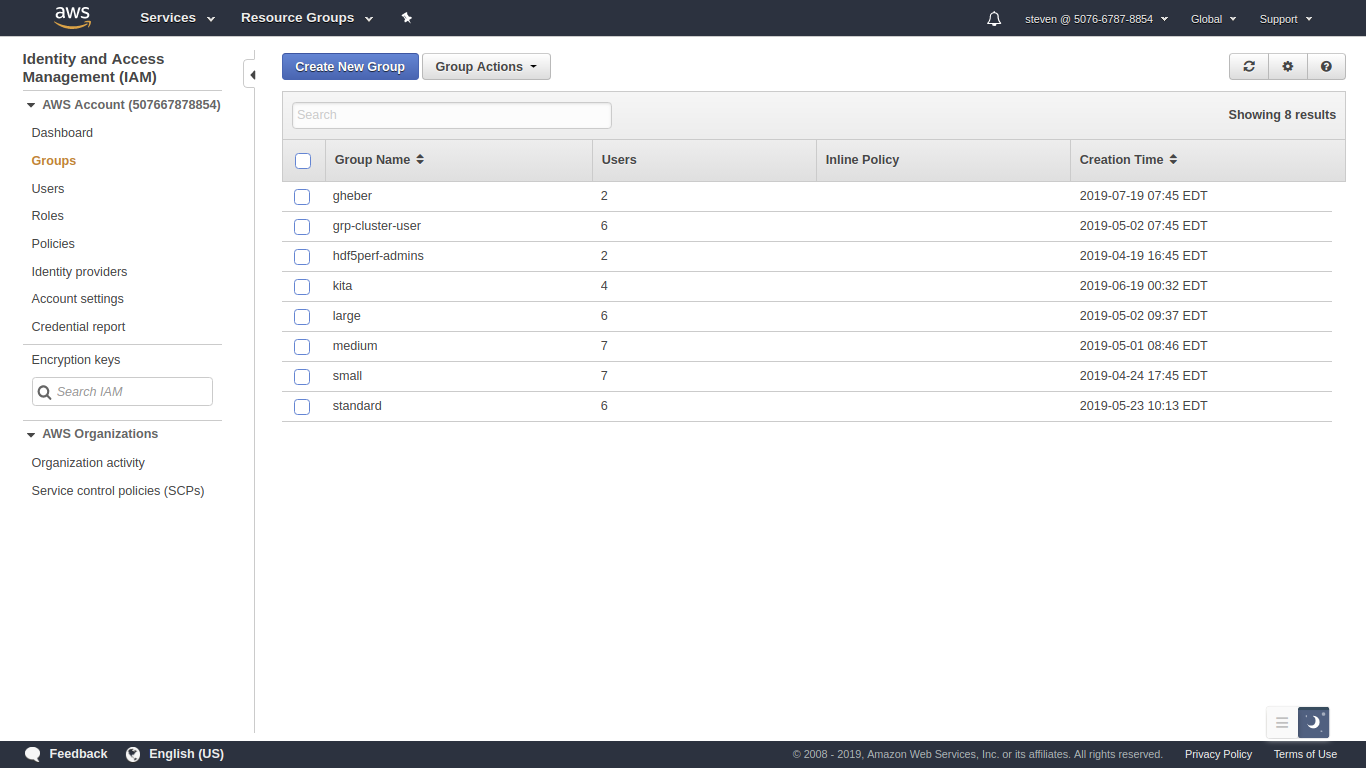 aws Services Resource Groups steven @ 5076-6787-8854 Global Support
Identity and Access
Management (IAM)
AWS Account (507667878854)
Dashboard
Groups
Users
Roles
Policies
Identity providers
Account settings
Credential report
Encryption keys
Search IAM
AWS Organizations
Organization activity
Service control policies (SCPs)
Create New Group Group Actions
Search Showing 8 results
Group Name Users Inline Policy Creation Time
gheber 2 2019-07-19 07:45 EDT
grp-cluster-user 6 2019-05-02 07:45 EDT
hdf5perf-admins 2 2019-04-19 16:45 EDT
kita 4 2019-06-19 00:32 EDT
large 6 2019-05-02 09:37 EDT
medium 7 2019-05-01 08:46 EDT
small 7 2019-04-24 17:45 EDT
standard 6 2019-05-23 10:13 EDT
Feedback English (US) © 2008 - 2019, Amazon Web Services, Inc. or its affiliates. All rights reserved. Privacy Policy Terms of Use